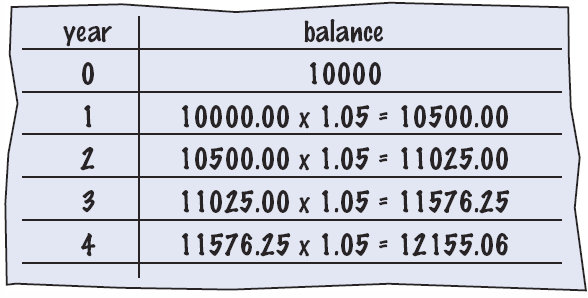 year balance
0 10000
1 10000.00 x 1.05 = 10500.00
2 10500.00 x 1.05 = 11025.00
3 11025.00 x 1.05 = 11576.25
4 11576.25 x 1.05 = 12155.06